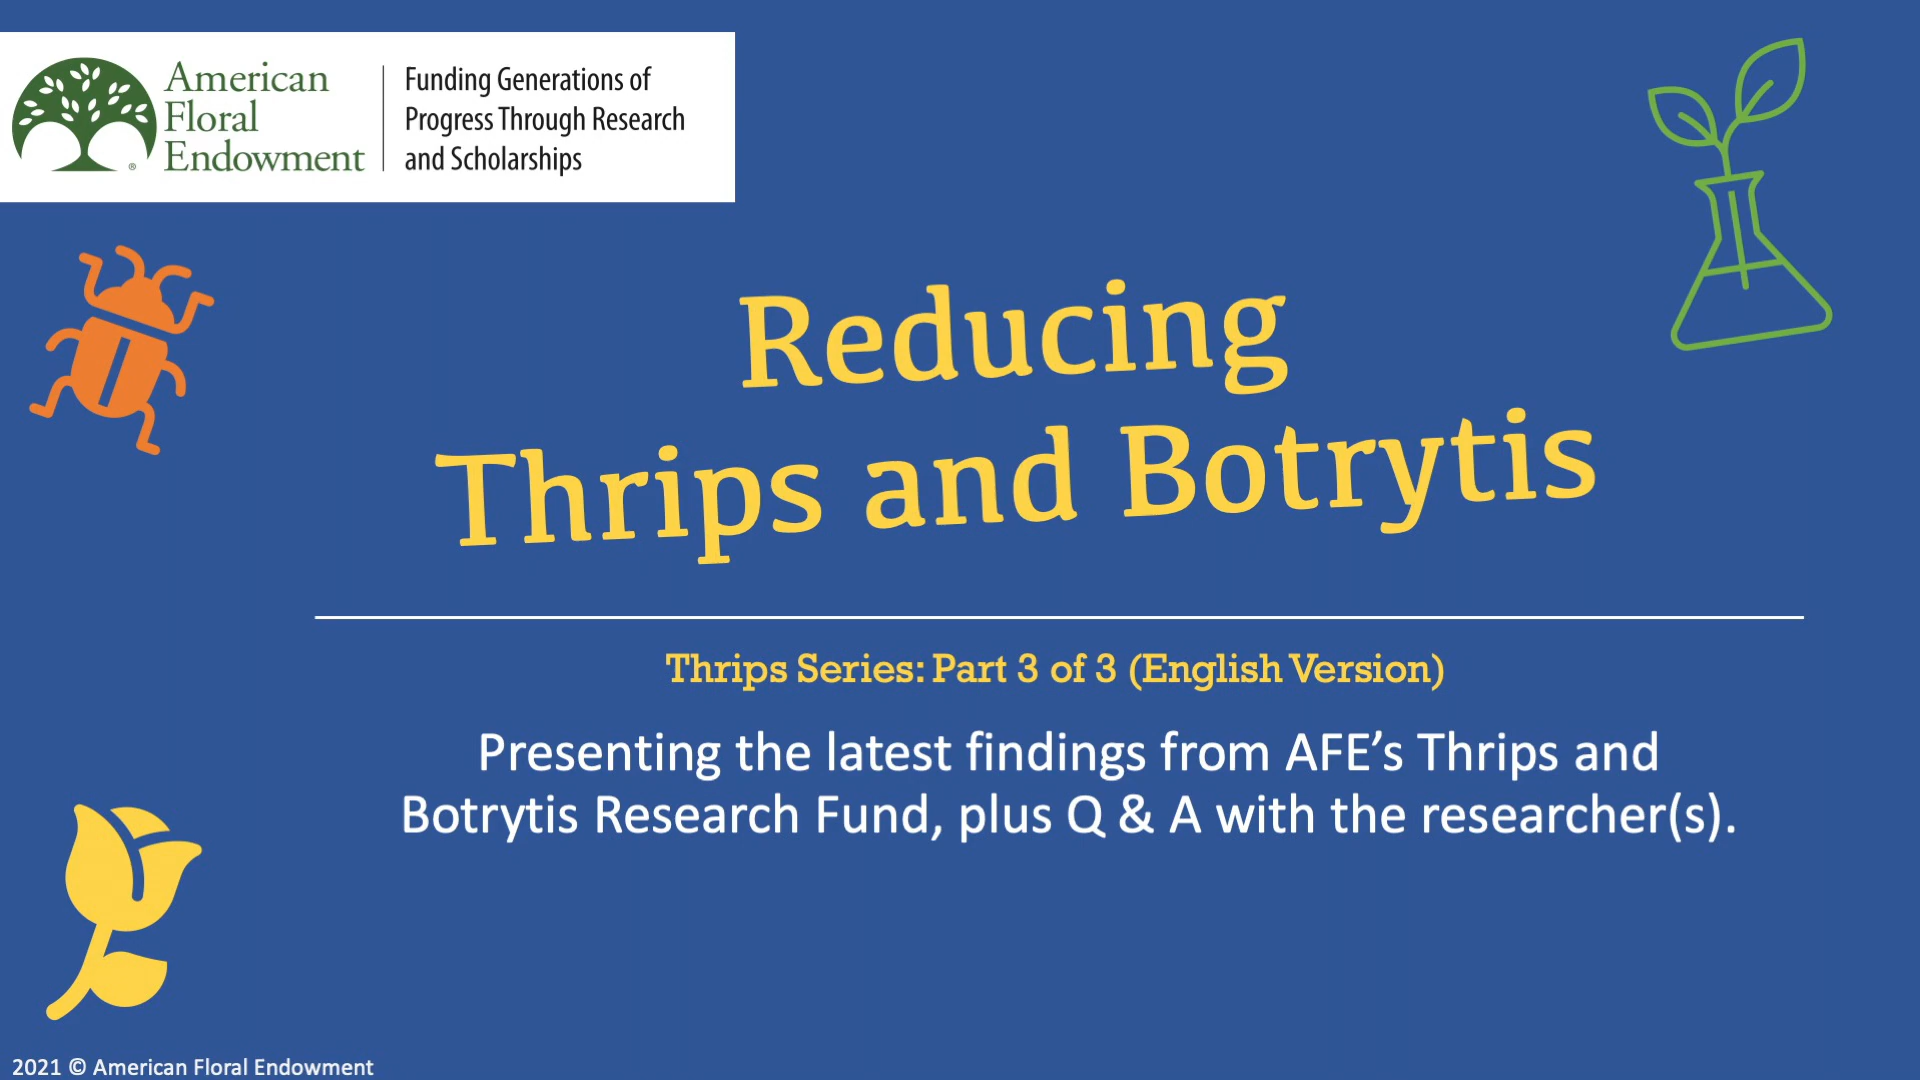 American
Floral
Endowment
®
Funding Generations of
Progress Through Research
and Scholarships
Reducing
Thrips and Botrytis
Thrips Series: Part 3 of 3 (English Version)
Presenting the latest findings from AFE’s Thrips and
Botrytis Research Fund, plus Q & A with the researcher(s).
2021 © American Floral Endowment